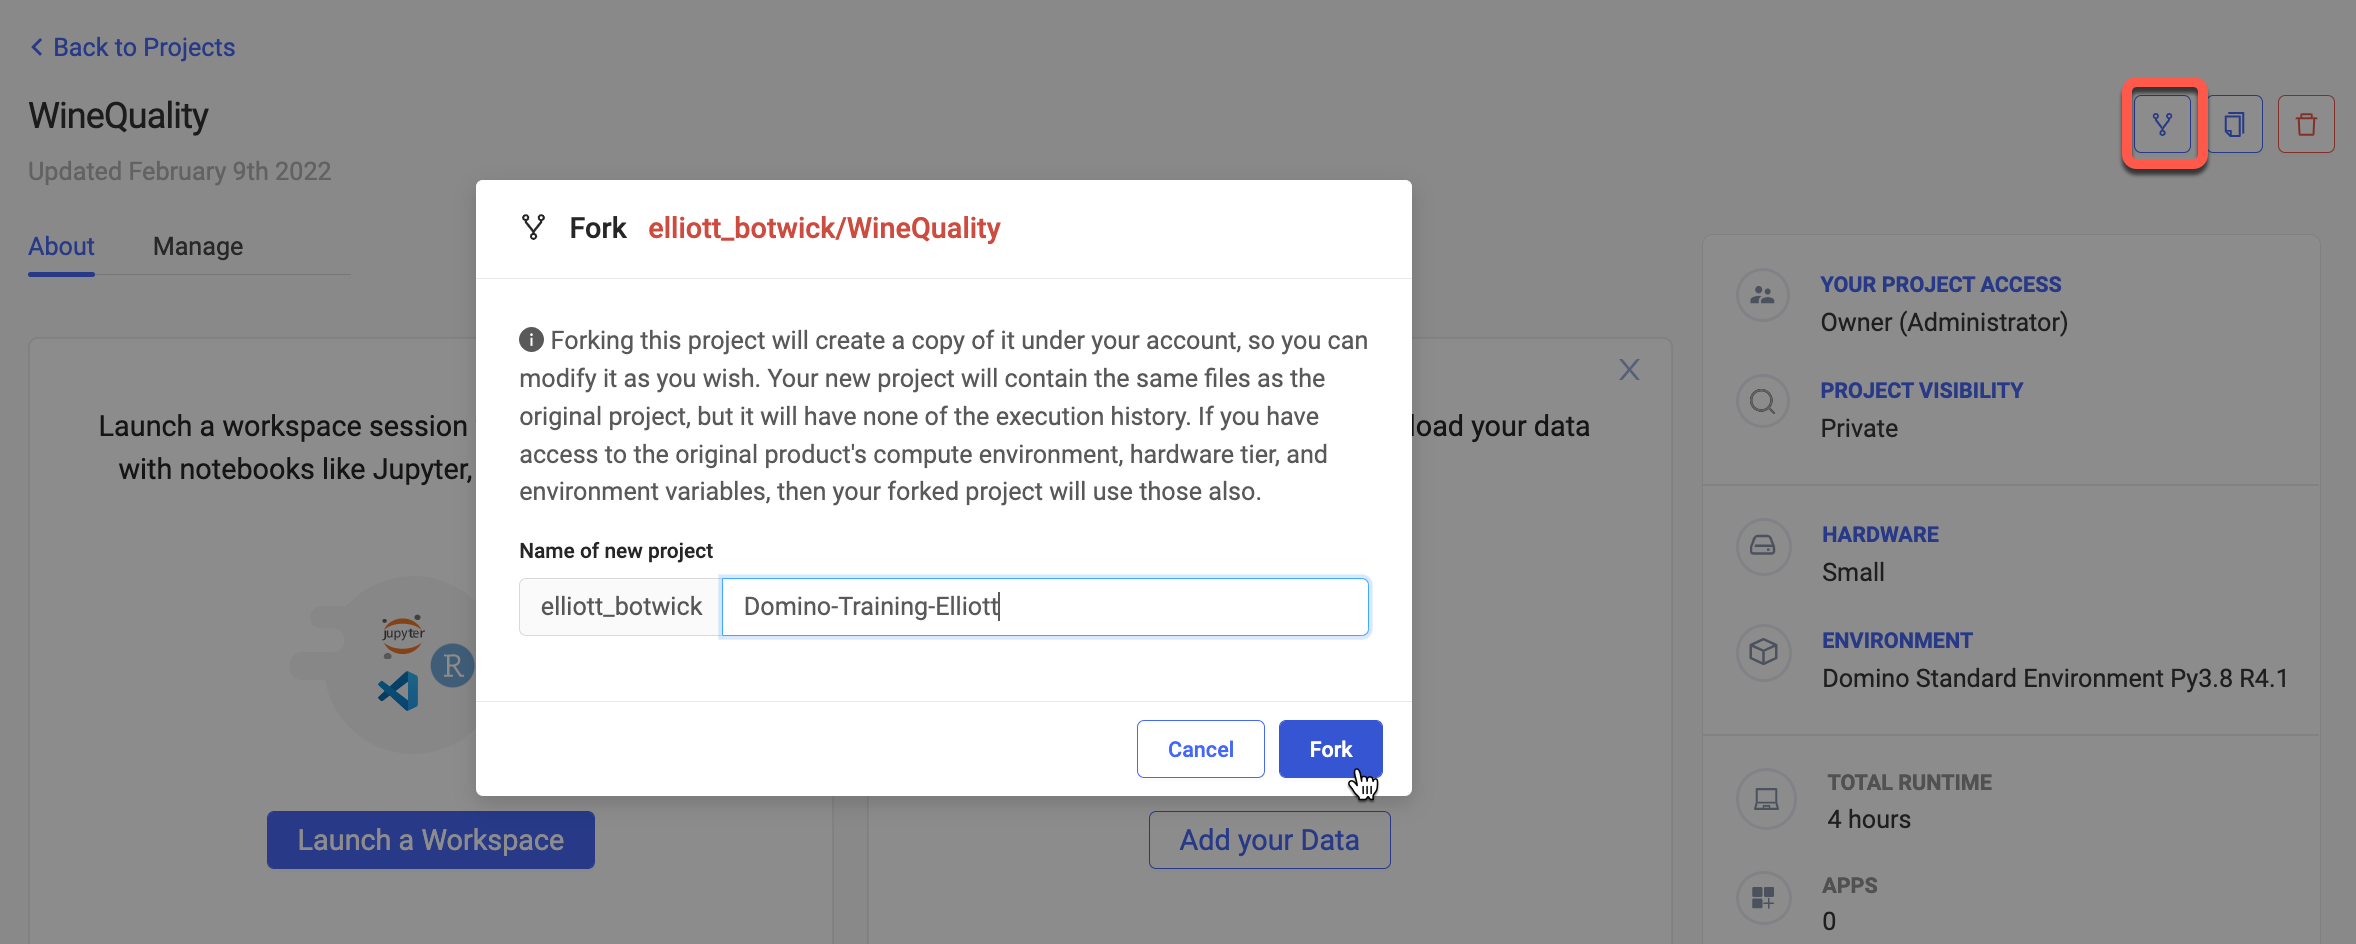 Back to Projects
WineQuality
Updated February 9th 2022
About Manage
Fork elliott_botwick/WineQuality
Forking this project will create a copy of it under your account, so you can
modify it as you wish. Your new project will contain the same files as the
original project, but it will have none of the execution history. If you have
access to the original product's compute environment, hardware tier, and
environment variables, then your forked project will use those also.
Name of new project
elliott_botwick Domino-Training-Elliott
Cancel Fork
Launch a workspace session
with notebooks like Jupyter,
jupyter
R
Launch a Workspace
load your data
Add your Data
YOUR PROJECT ACCESS
Owner (Administrator)
PROJECT VISIBILITY
Private
HARDWARE
Small
ENVIRONMENT
Domino Standard Environment Py3.8 R4.1
TOTAL RUNTIME
4 hours
APPS
0